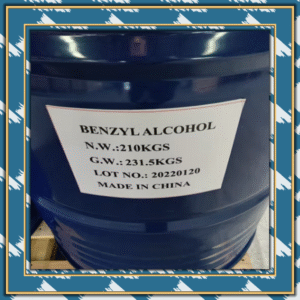 BENZYL ALCOHOL
N.W.:210KGS
G.W.: 231.5KGS
LOT NO.: 20220120
MADE IN CHINA